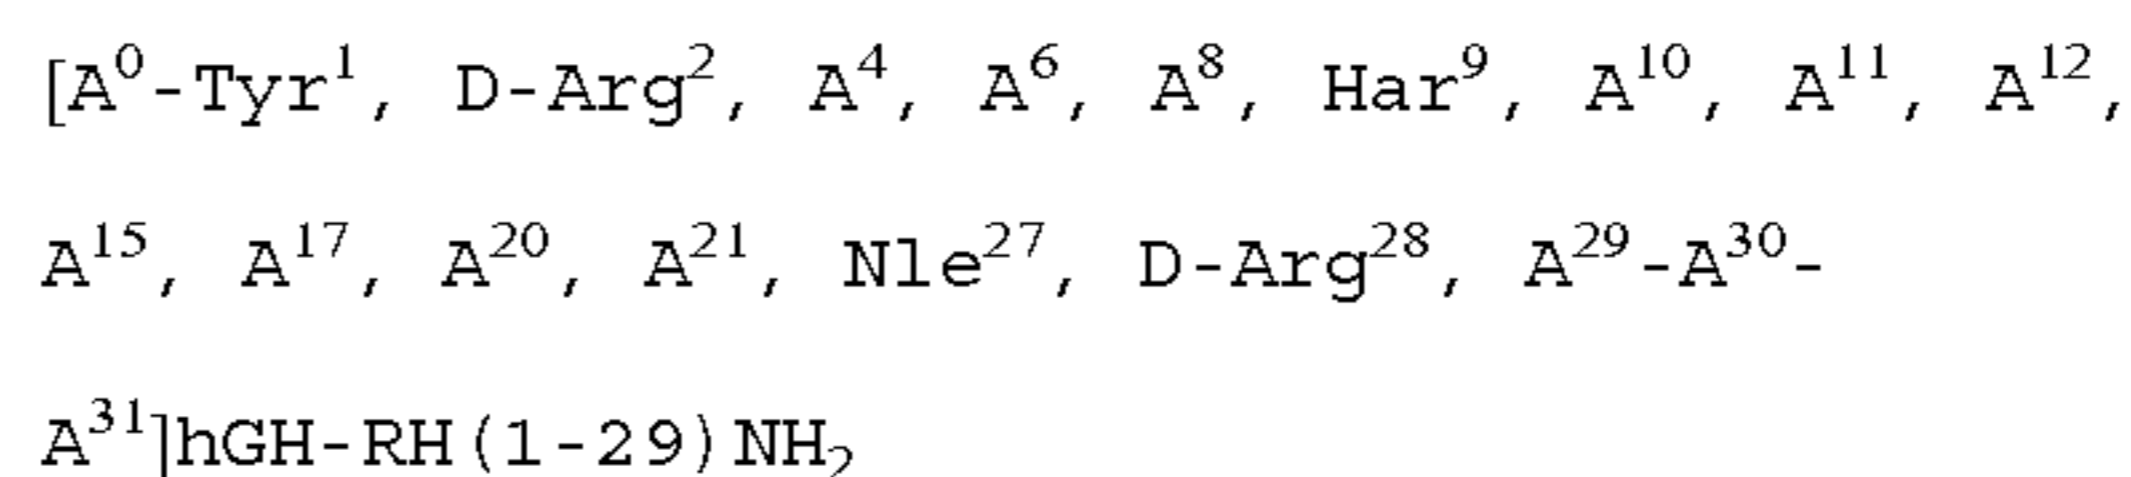 [A⁰-Tyr¹, D-Arg², A⁴, A⁶, A⁸, Har⁹, A¹⁰, A¹¹, A¹²,
A¹⁵, A¹⁷, A²⁰, A²¹, Nle²⁷, D-Arg²⁸, A²⁹-A³⁰-
A³¹]hGH-RH(1-29)NH₂